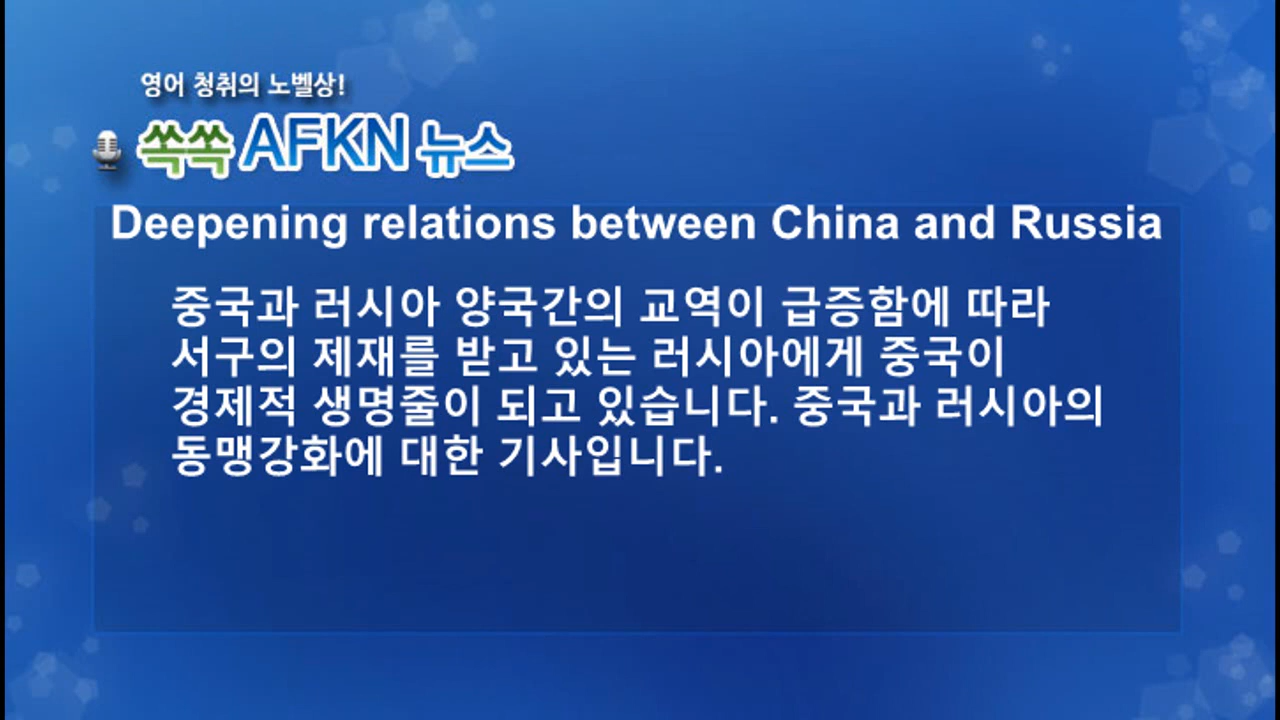 영어 청취의 노벨상!
쏙쏙 AFKN 뉴스
Deepening relations between China and Russia
중국과 러시아 양국간의 교역이 급증함에 따라
서구의 제재를 받고 있는 러시아에게 중국이
경제적 생명줄이 되고 있습니다. 중국과 러시아의
동맹강화에 대한 기사입니다.